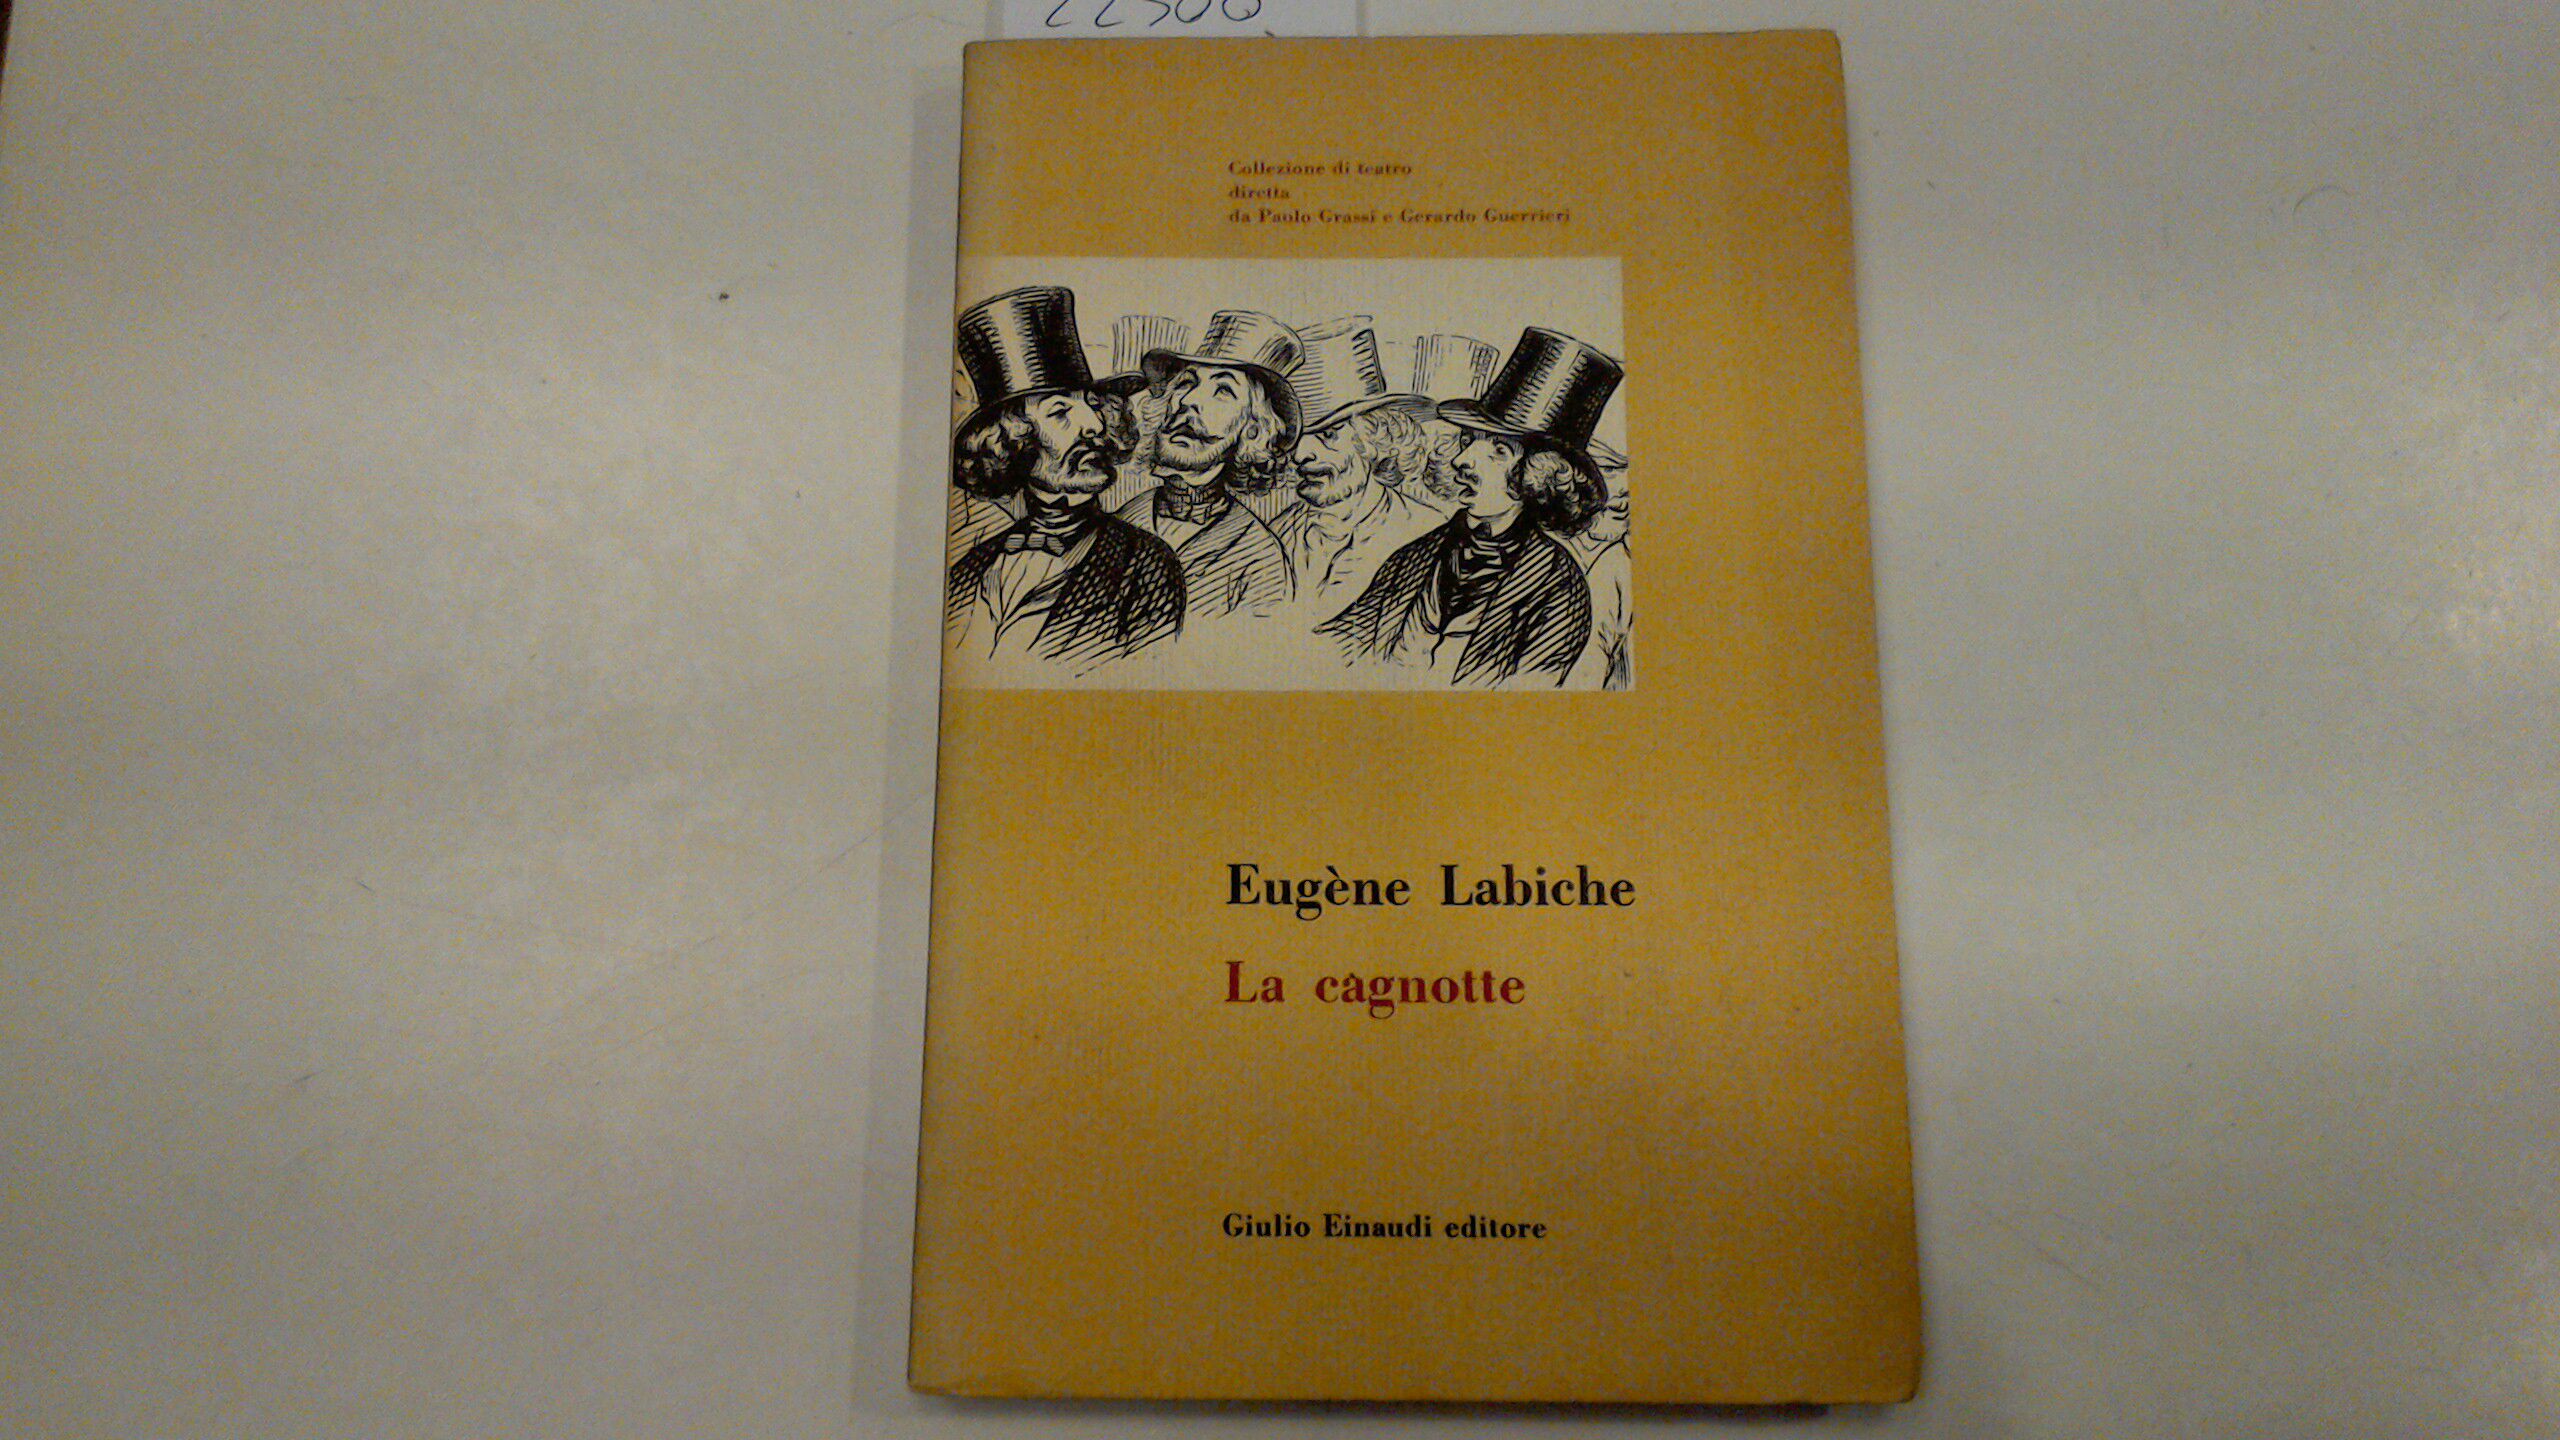 Collezione di teatro
diretta
da Paolo Grassi e Gerardo Guerrieri
Eugène Labiche
La cagnotte
Giulio Einaudi editore